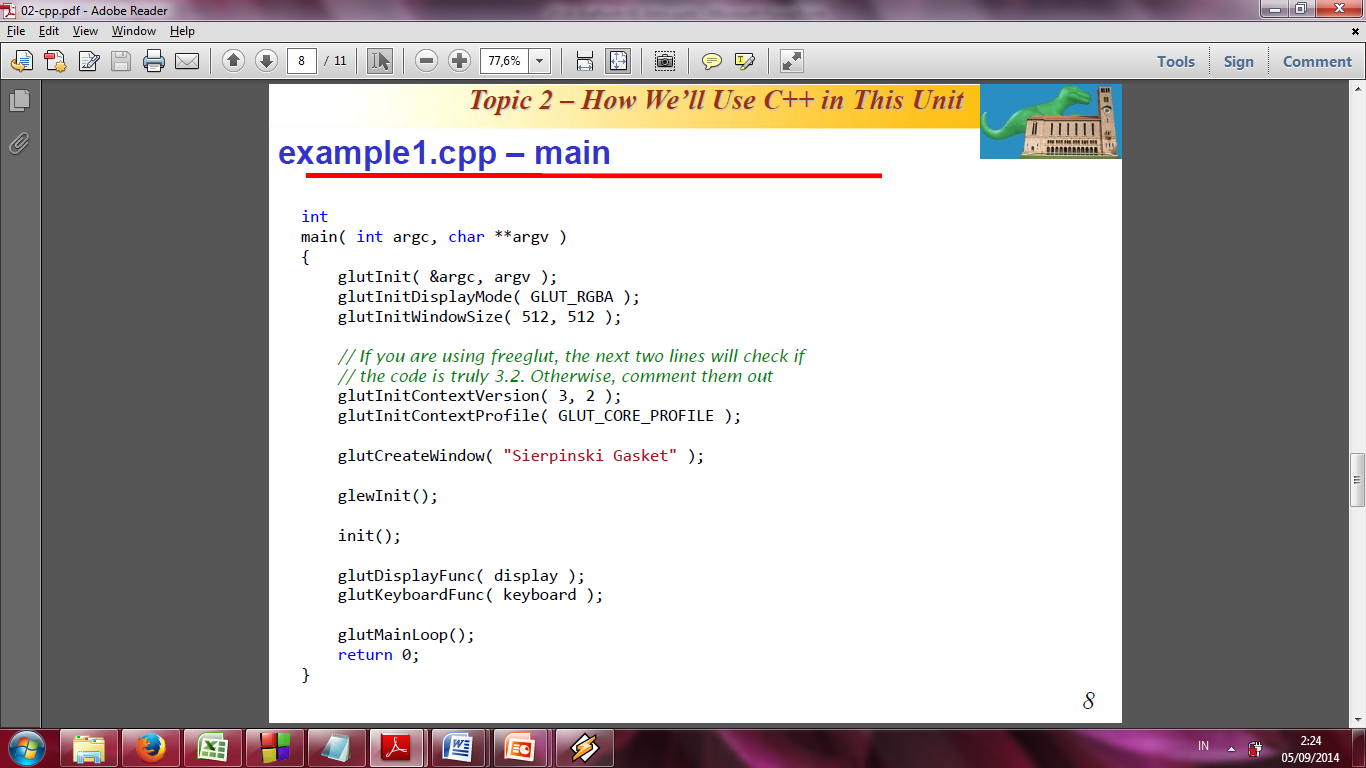 02-cpp.pdf - Adobe Reader
File Edit View Window Help
8 / 11 77,6% Tools Sign Comment
Topic 2 – How We'll Use C++ in This Unit
example1.cpp – main
int
main( int argc, char **argv )
{
glutInit( &argc, argv );
glutInitDisplayMode( GLUT_RGBA );
glutInitWindowSize( 512, 512 );
// If you are using freeglut, the next two lines will check if
// the code is truly 3.2. Otherwise, comment them out
glutInitContextVersion( 3, 2 );
glutInitContextProfile( GLUT_CORE_PROFILE );
glutCreateWindow( "Sierpinski Gasket" );
glewInit();
init();
glutDisplayFunc( display );
glutKeyboardFunc( keyboard );
glutMainLoop();
return 0;
}
8
IN
2:24
05/09/2014